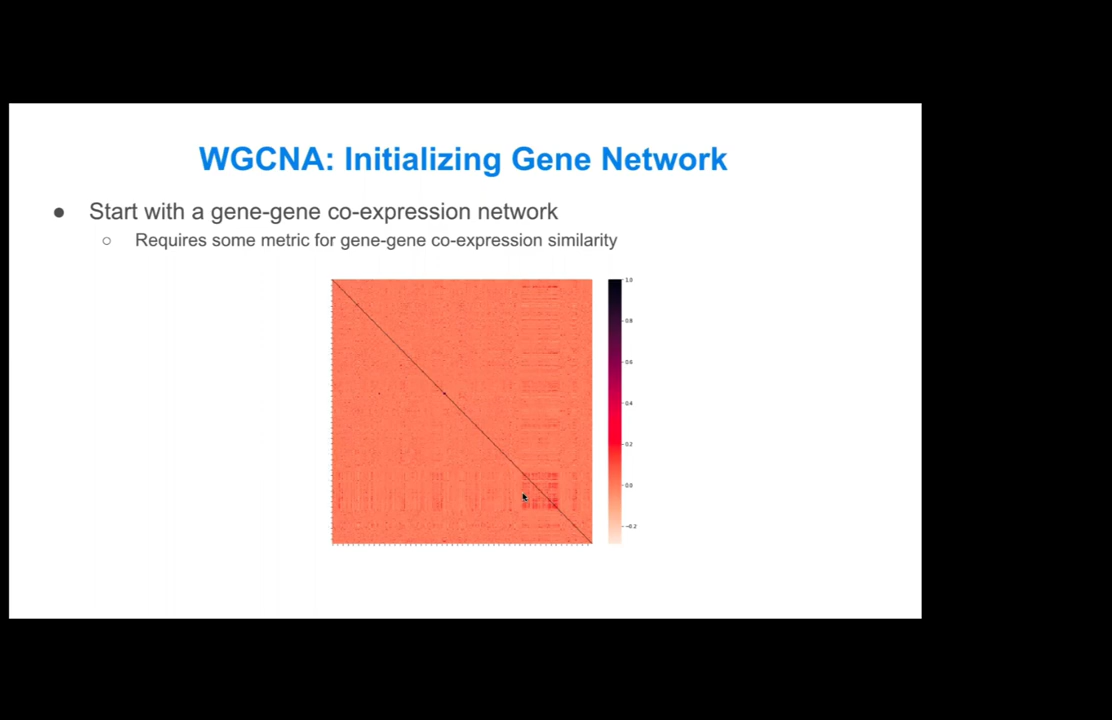 WGCNA: Initializing Gene Network
● Start with a gene-gene co-expression network
○ Requires some metric for gene-gene co-expression similarity
1.0
0.8
0.6
0.4
0.2
0.0
−0.2